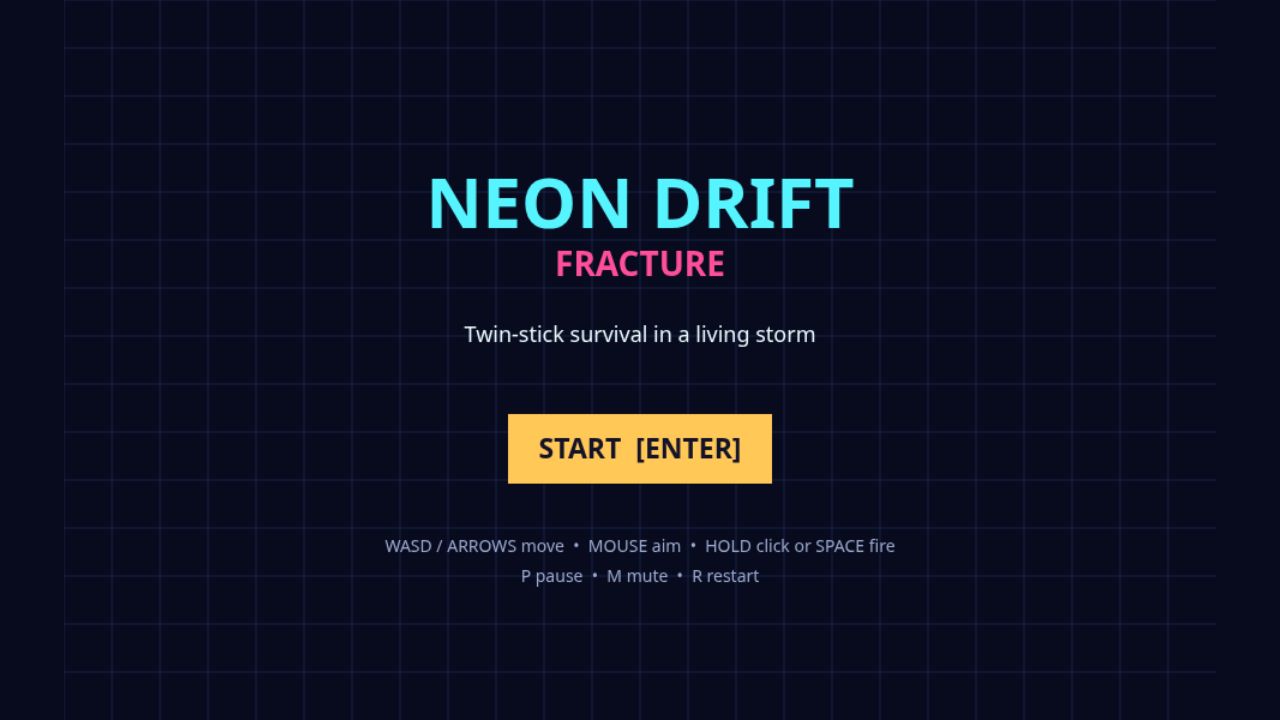 NEON DRIFT
FRACTURE
Twin-stick survival in a living storm
START [ENTER]
WASD / ARROWS move • MOUSE aim • HOLD click or SPACE fire
P pause • M mute • R restart